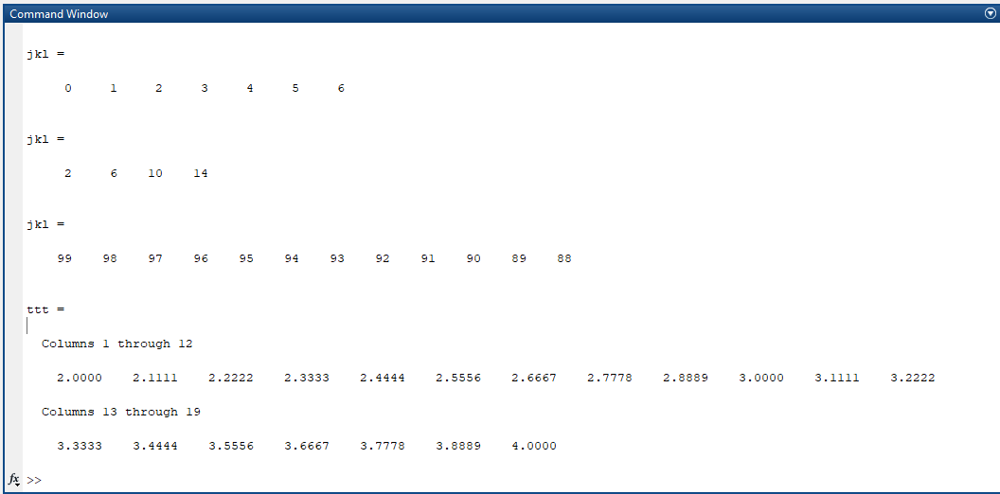 Command Window
jkl =
0 1 2 3 4 5 6
jkl =
2 6 10 14
jkl =
99 98 97 96 95 94 93 92 91 90 89 88
ttt =
Columns 1 through 12
2.0000 2.1111 2.2222 2.3333 2.4444 2.5556 2.6667 2.7778 2.8889 3.0000 3.1111 3.2222
Columns 13 through 19
3.3333 3.4444 3.5556 3.6667 3.7778 3.8889 4.0000
fx >>